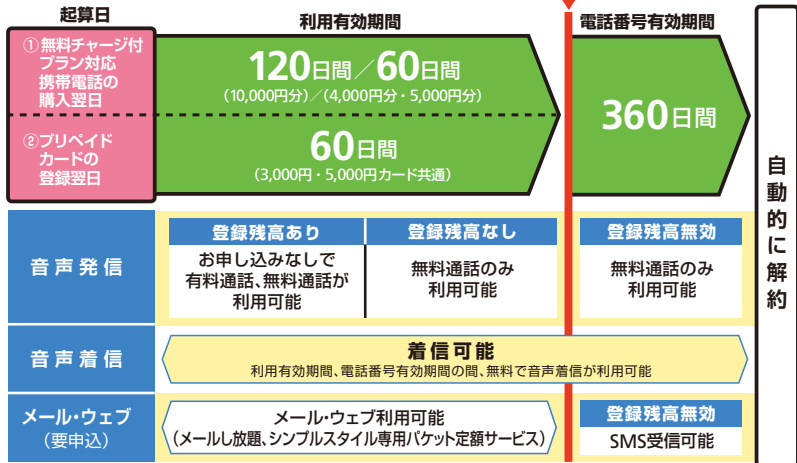 起算日
利用有効期間
電話番号有効期間
①無料チャージ付
プラン対応
携帯電話の
購入翌日
120日間／60日間
（10,000円分）／（4,000円分・5,000円分）
②プリペイド
カードの
登録翌日
60日間
（3,000円・5,000円カード共通）
360日間
自動的に解約
音声発信
登録残高あり
お申し込みなしで
有料通話、無料通話が
利用可能
登録残高なし
無料通話のみ
利用可能
登録残高無効
無料通話のみ
利用可能
音声着信
着信可能
利用有効期間、電話番号有効期間の間、無料で音声着信が利用可能
メール・ウェブ
（要申込）
メール・ウェブ利用可能
（メールし放題、シンプルスタイル専用パケット定額サービス）
登録残高無効
SMS受信可能